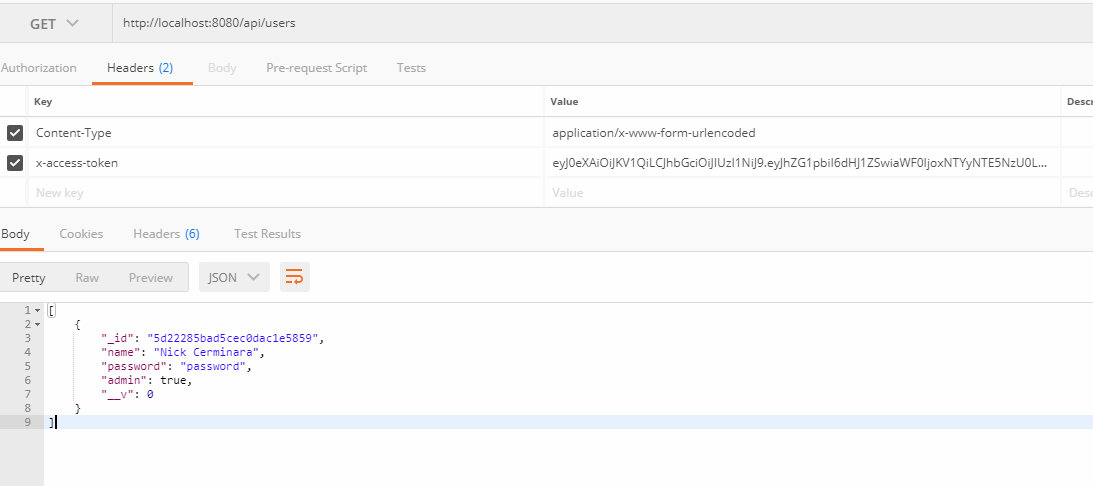 GET http://localhost:8080/api/users
Authorization Headers (2) Body Pre-request Script Tests
Key Value Descr
Content-Type application/x-www-form-urlencoded
x-access-token eyJ0eXAiOiJKV1QiLCJhbGciOiJIUzI1NiJ9.eyJhZG1pbiI6dHJ1ZSwiaWF0IjoxNTYyNTE5NzU0L...
New key Value Desc
Body Cookies Headers (6) Test Results
Pretty Raw Preview JSON
1 [
2 {
3 "_id": "5d22285bad5cec0dac1e5859",
4 "name": "Nick Cerminara",
5 "password": "password",
6 "admin": true,
7 "__v": 0
8 }
9 ]